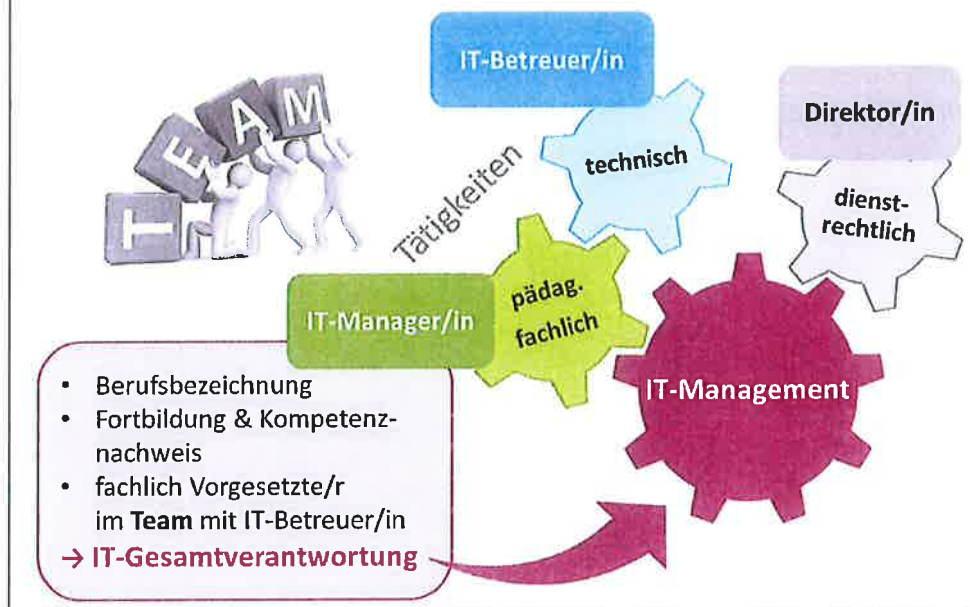 TEAM
IT-Betreuer/in
Direktor/in
technisch
Tätigkeiten
dienst-
rechtlich
IT-Manager/in
pädag.
fachlich
IT-Management
• Berufsbezeichnung
• Fortbildung & Kompetenz-
nachweis
• fachlich Vorgesetzte/r
im Team mit IT-Betreuer/in
→ IT-Gesamtverantwortung